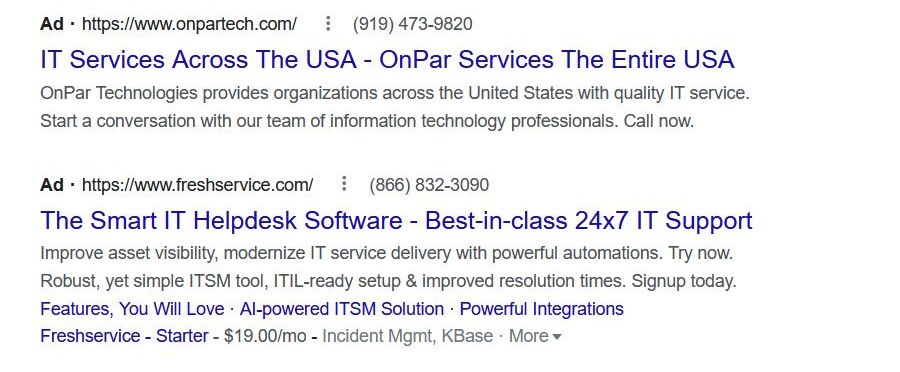 Ad · https://www.onpartech.com/ ⋮ (919) 473-9820
IT Services Across The USA - OnPar Services The Entire USA
OnPar Technologies provides organizations across the United States with quality IT service.
Start a conversation with our team of information technology professionals. Call now.
Ad · https://www.freshservice.com/ ⋮ (866) 832-3090
The Smart IT Helpdesk Software - Best-in-class 24x7 IT Support
Improve asset visibility, modernize IT service delivery with powerful automations. Try now.
Robust, yet simple ITSM tool, ITIL-ready setup & improved resolution times. Signup today.
Features, You Will Love · AI-powered ITSM Solution · Powerful Integrations
Freshservice - Starter - $19.00/mo - Incident Mgmt, KBase · More ▾